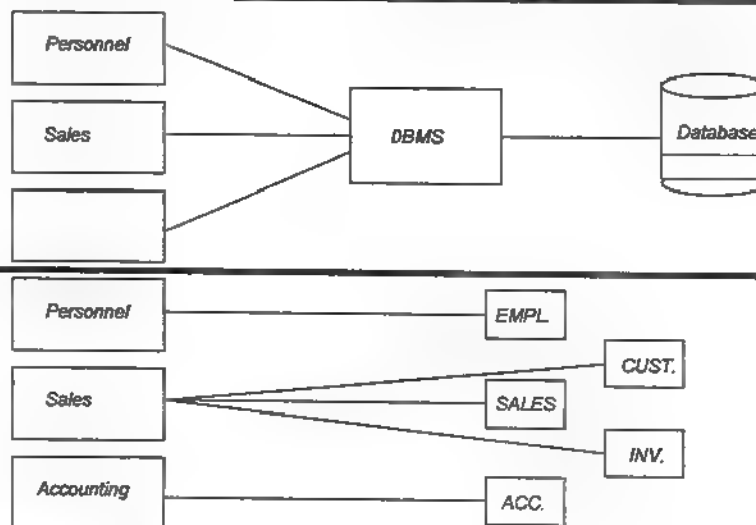 Personnel
Sales
DBMS
Database
Personnel
EMPL.
CUST.
Sales
SALES
INV.
Accounting
ACC.